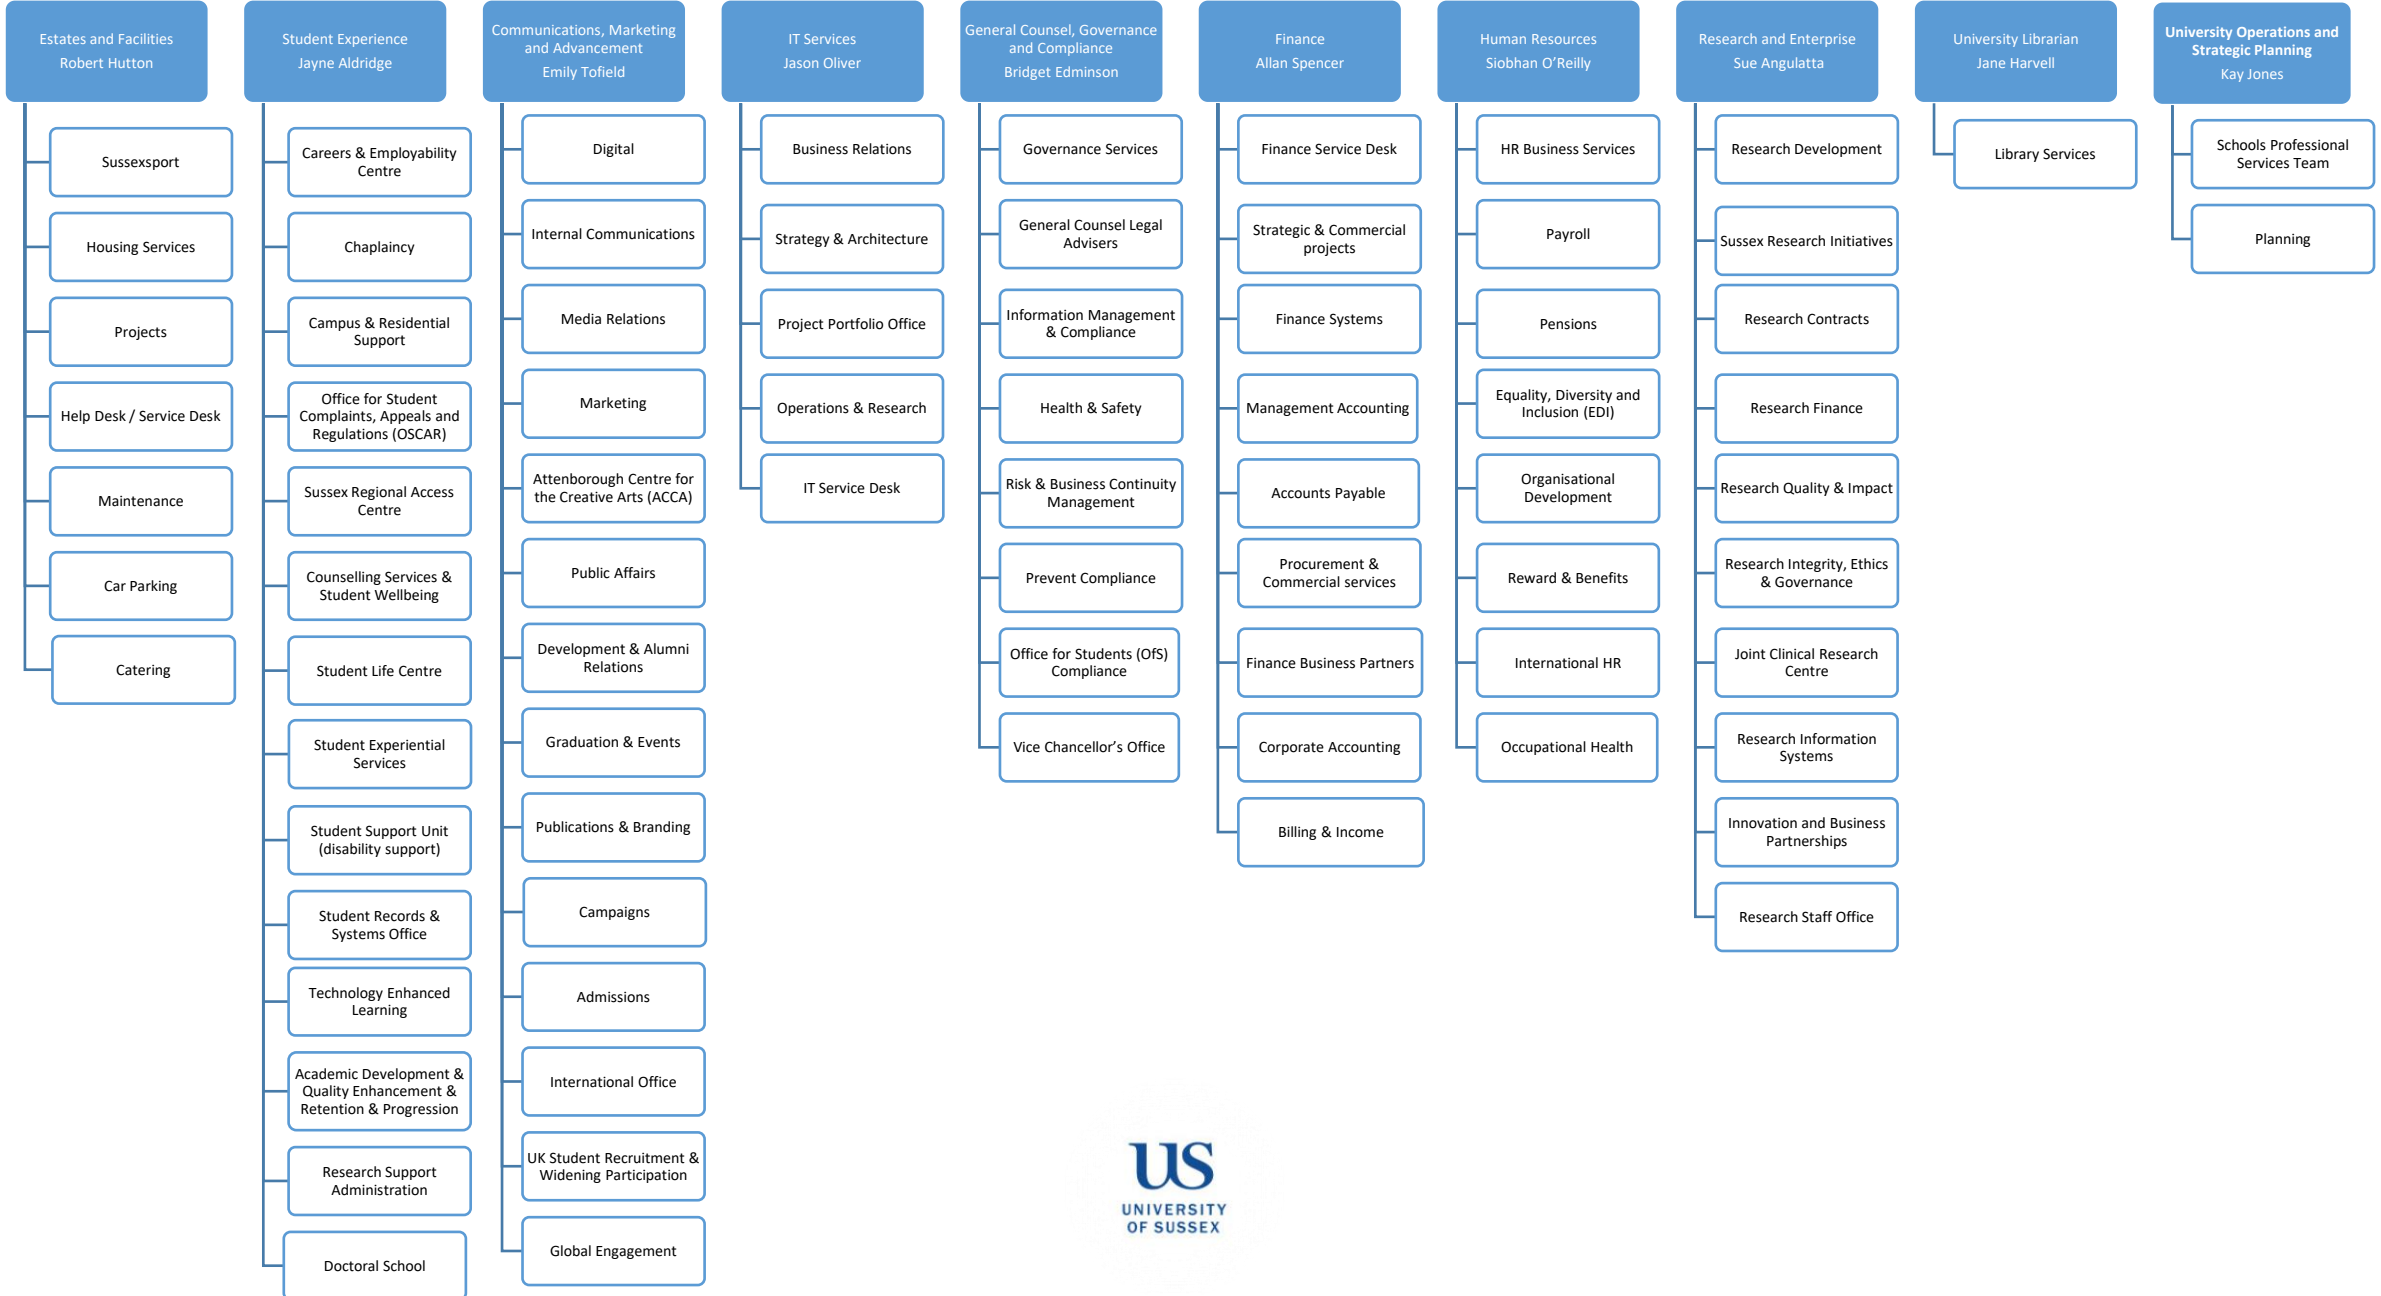 Estates and Facilities
Robert Hutton
Sussexsport
Housing Services
Projects
Help Desk / Service Desk
Maintenance
Car Parking
Catering
Student Experience
Jayne Aldridge
Careers & Employability
Centre
Chaplaincy
Campus & Residential
Support
Office for Student
Complaints, Appeals and
Regulations (OSCAR)
Sussex Regional Access
Centre
Counselling Services &
Student Wellbeing
Student Life Centre
Student Experiential
Services
Student Support Unit
(disability support)
Student Records &
Systems Office
Technology Enhanced
Learning
Academic Development &
Quality Enhancement &
Retention & Progression
Research Support
Administration
Doctoral School
Communications, Marketing
and Advancement
Emily Tofield
Digital
Internal Communications
Media Relations
Marketing
Attenborough Centre for
the Creative Arts (ACCA)
Public Affairs
Development & Alumni
Relations
Graduation & Events
Publications & Branding
Campaigns
Admissions
International Office
UK Student Recruitment &
Widening Participation
Global Engagement
IT Services
Jason Oliver
Business Relations
Strategy & Architecture
Project Portfolio Office
Operations & Research
IT Service Desk
General Counsel, Governance
and Compliance
Bridget Edminson
Governance Services
General Counsel Legal
Advisers
Information Management
& Compliance
Health & Safety
Risk & Business Continuity
Management
Prevent Compliance
Office for Students (OfS)
Compliance
Vice Chancellor’s Office
Finance
Allan Spencer
Finance Service Desk
Strategic & Commercial
projects
Finance Systems
Management Accounting
Accounts Payable
Procurement &
Commercial services
Finance Business Partners
Corporate Accounting
Billing & Income
Human Resources
Siobhan O’Reilly
HR Business Services
Payroll
Pensions
Equality, Diversity and
Inclusion (EDI)
Organisational
Development
Reward & Benefits
International HR
Occupational Health
Research and Enterprise
Sue Angulatta
Research Development
Sussex Research Initiatives
Research Contracts
Research Finance
Research Quality & Impact
Research Integrity, Ethics
& Governance
Joint Clinical Research
Centre
Research Information
Systems
Innovation and Business
Partnerships
Research Staff Office
University Librarian
Jane Harvell
Library Services
University Operations and
Strategic Planning
Kay Jones
Schools Professional
Services Team
Planning
US
UNIVERSITY
OF SUSSEX